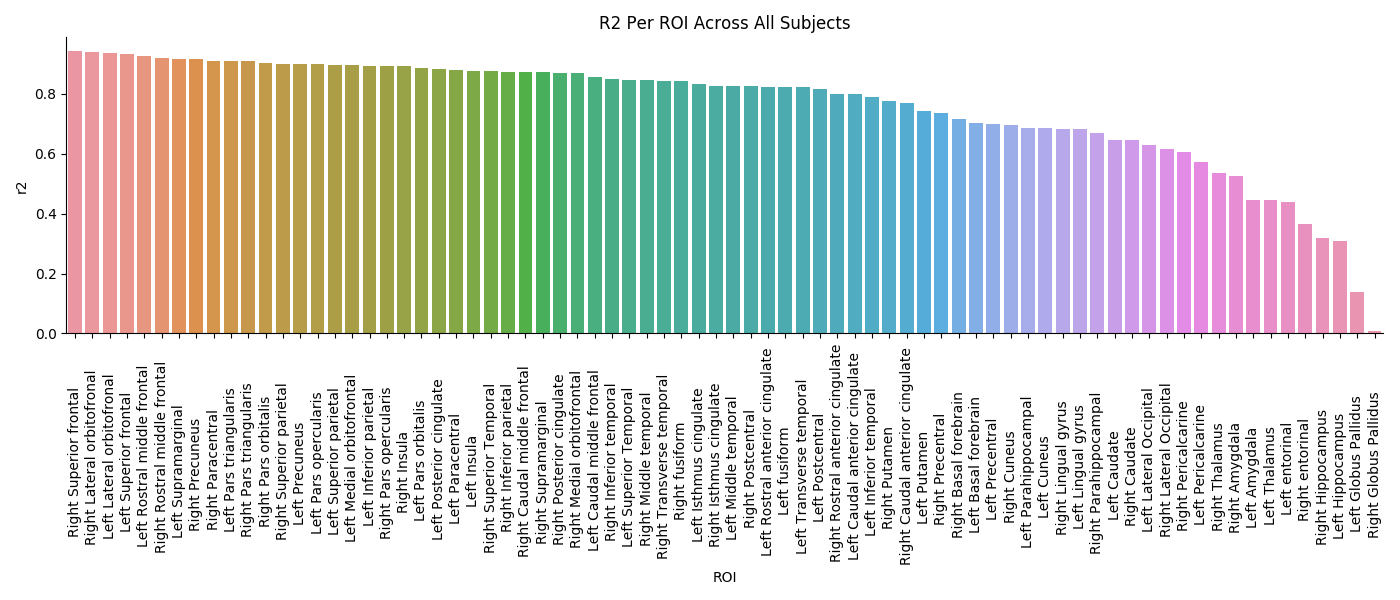 R2 Per ROI Across All Subjects
r2
0.8
0.6
0.4
0.2
0.0
Right Superior frontal
Right Lateral orbitofronal
Left Lateral orbitofronal
Left Superior frontal
Left Rostral middle frontal
Right Rostral middle frontal
Left Supramarginal
Right Precuneus
Right Paracentral
Left Pars triangularis
Right Pars triangularis
Right Pars orbitalis
Right Superior parietal
Left Precuneus
Left Pars opercularis
Left Superior parietal
Left Medial orbitofrontal
Left Inferior parietal
Right Pars opercularis
Right Insula
Left Pars orbitalis
Left Posterior cingulate
Left Paracentral
Left Insula
Right Superior Temporal
Right Inferior parietal
Right Cauda middle frontal
Right Supramarginal
Right Posterior cingulate
Right Medial orbitofrontal
Left Caudal middle frontal
Right Inferior temporal
Left Superior Temporal
Right Middle temporal
Right Transverse temporal
Right fusiform
Left Isthmus cingulate
Right Isthmus cingulate
Left Middle temporal
Right Postcentral
Left Rostral anterior cingulate
Left fusiform
Left Transverse temporal
Left Postcentral
Right Rostral anterior cingulate
Left Caudal anterior cingulate
Left Inferior temporal
Right Putamen
Right Caudal anterior cingulate
Left Putamen
Right Precentral
Right Basal forebrain
Left Basal forebrain
Left Precentral
Right Cuneus
Left Parahippocampal
Left Cuneus
Right Lingual gyrus
Left Lingual gyrus
Right Parahippocampal
Left Caudate
Right Caudate
Left Lateral Occipital
Right Lateral Occipital
Right Pericalcarine
Left Pericalcarine
Right Thalamus
Right Amygdala
Left Amygdala
Left Thalamus
Left entorinal
Right entorinal
Right Hippocampus
Left Hippocampus
Left Globus Pallidus
Right Globus Pallidus
ROI